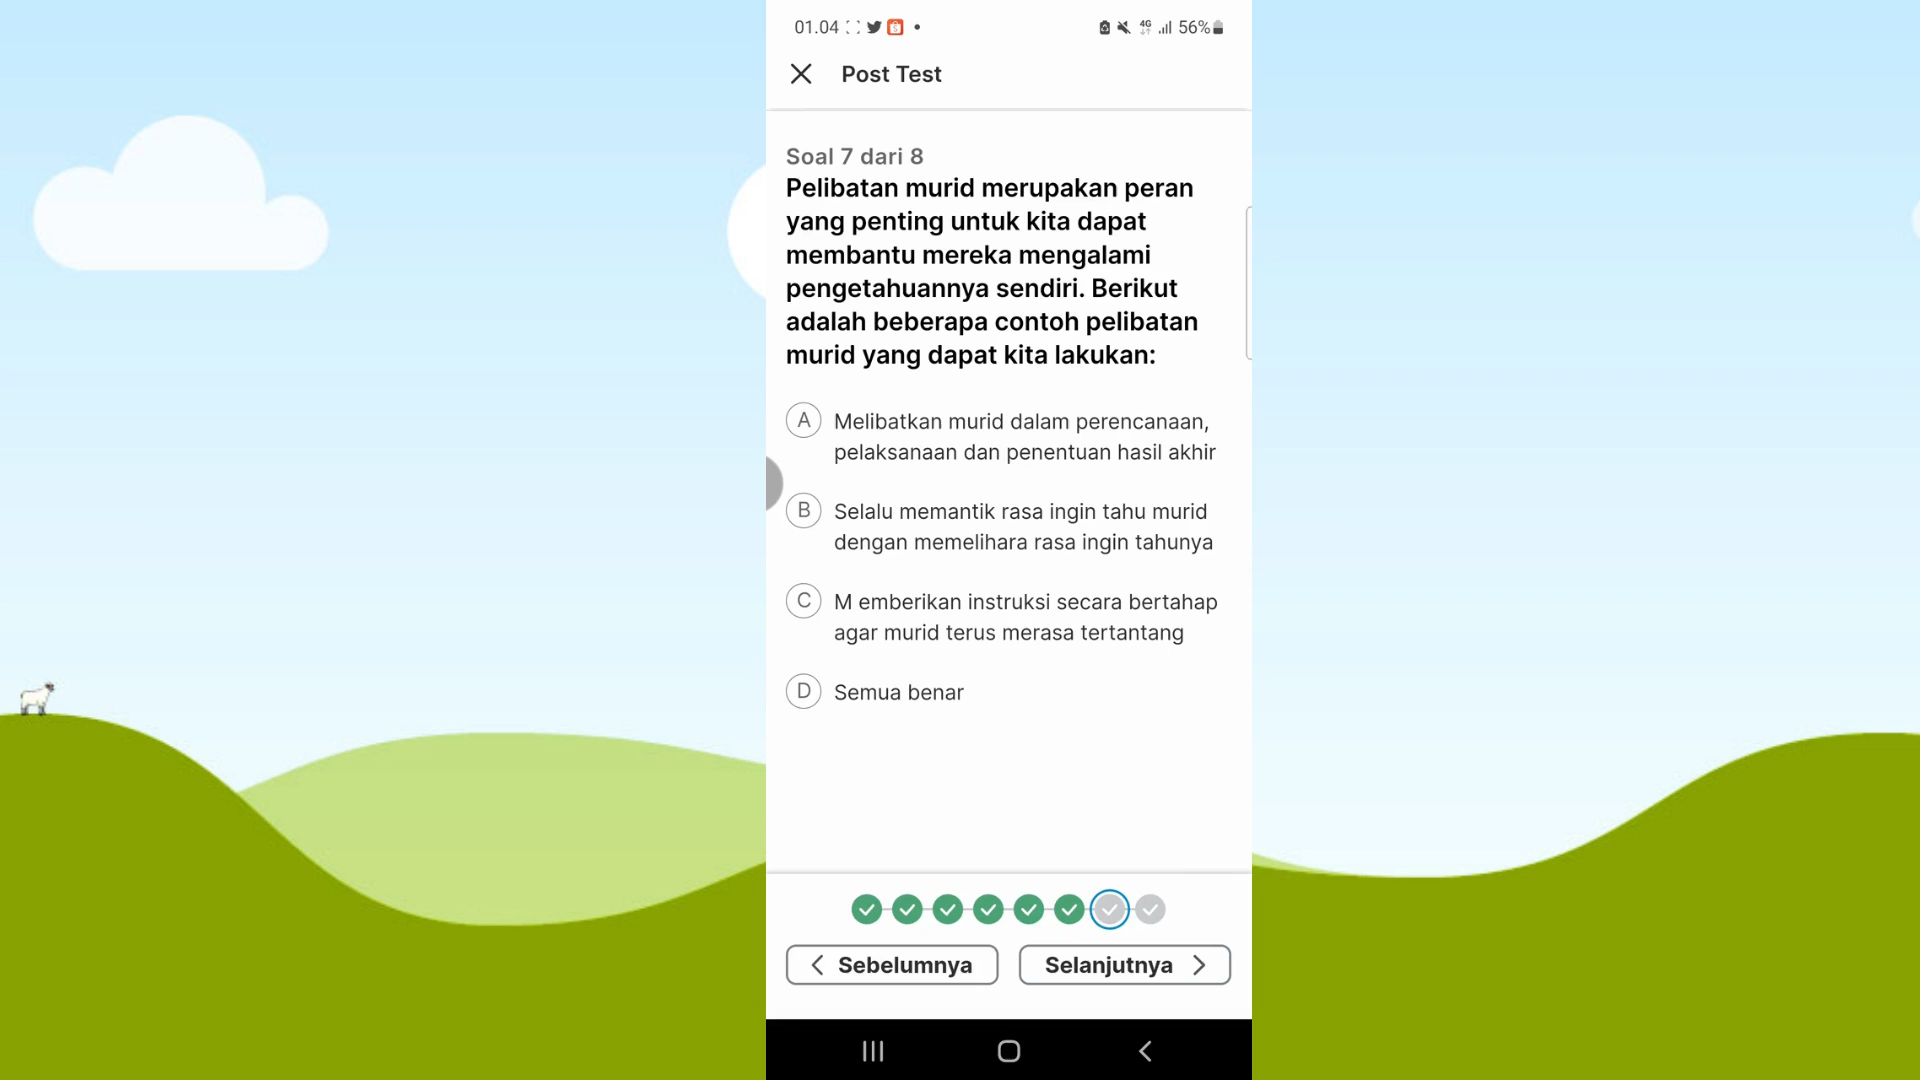 01.04 4G 56%
Post Test
Soal 7 dari 8
Pelibatan murid merupakan peran
yang penting untuk kita dapat
membantu mereka mengalami
pengetahuannya sendiri. Berikut
adalah beberapa contoh pelibatan
murid yang dapat kita lakukan:
A Melibatkan murid dalam perencanaan,
pelaksanaan dan penentuan hasil akhir
B Selalu memantik rasa ingin tahu murid
dengan memelihara rasa ingin tahunya
C M emberikan instruksi secara bertahap
agar murid terus merasa tertantang
D Semua benar
Sebelumnya Selanjutnya